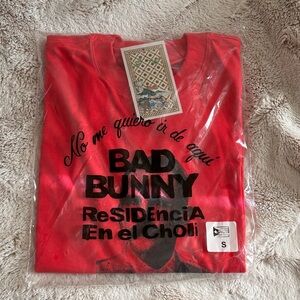 No me quiero ir de aquí
BAD
BUNNY
ReSIDEnciA
En el Choli
S